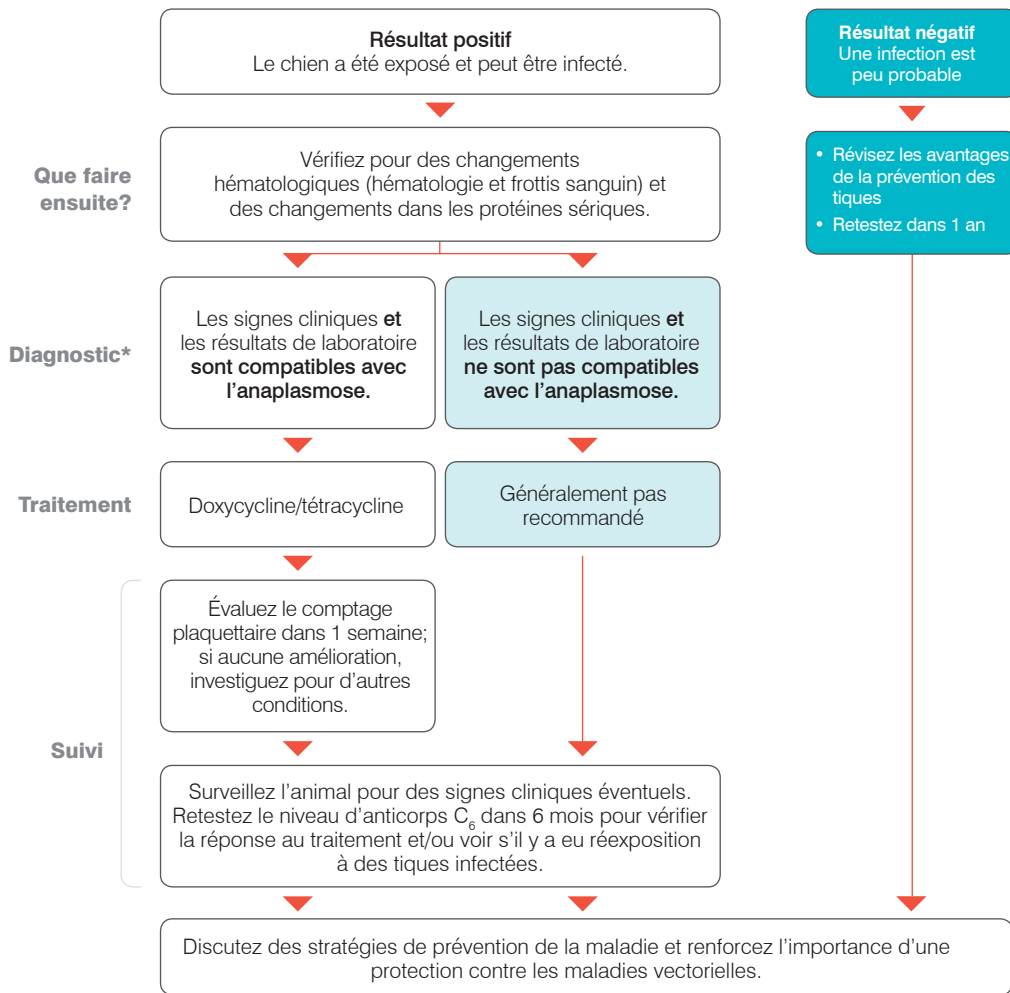 Résultat positif
Le chien a été exposé et peut être infecté.
Résultat négatif
Une infection est
peu probable
Que faire
ensuite?
Vérifiez pour des changements
hématologiques (hématologie et frottis sanguin) et
des changements dans les protéines sériques.
• Révisez les avantages
de la prévention des
tiques
• Retestez dans 1 an
Diagnostic*
Les signes cliniques et
les résultats de laboratoire
sont compatibles avec
l'anaplasmose.
Les signes cliniques et
les résultats de laboratoire
ne sont pas compatibles
avec l'anaplasmose.
Traitement
Doxycycline/tétracycline
Généralement pas
recommandé
Suivi
Évaluez le comptage
plaquettaire dans 1 semaine;
si aucune amélioration,
investiguez pour d'autres
conditions.
Surveillez l'animal pour des signes cliniques éventuels.
Retestez le niveau d'anticorps C₆ dans 6 mois pour vérifier
la réponse au traitement et/ou voir s'il y a eu réexposition
à des tiques infectées.
Discutez des stratégies de prévention de la maladie et renforcez l'importance d'une
protection contre les maladies vectorielles.